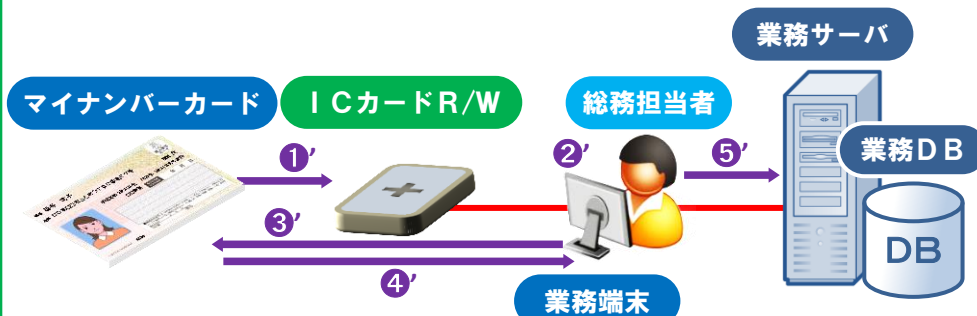 業務サーバ
マイナンバーカード
ＩＣカードＲ/Ｗ
総務担当者
❶’
❷’
❺’
業務ＤＢ
❸’
DB
❹’
業務端末